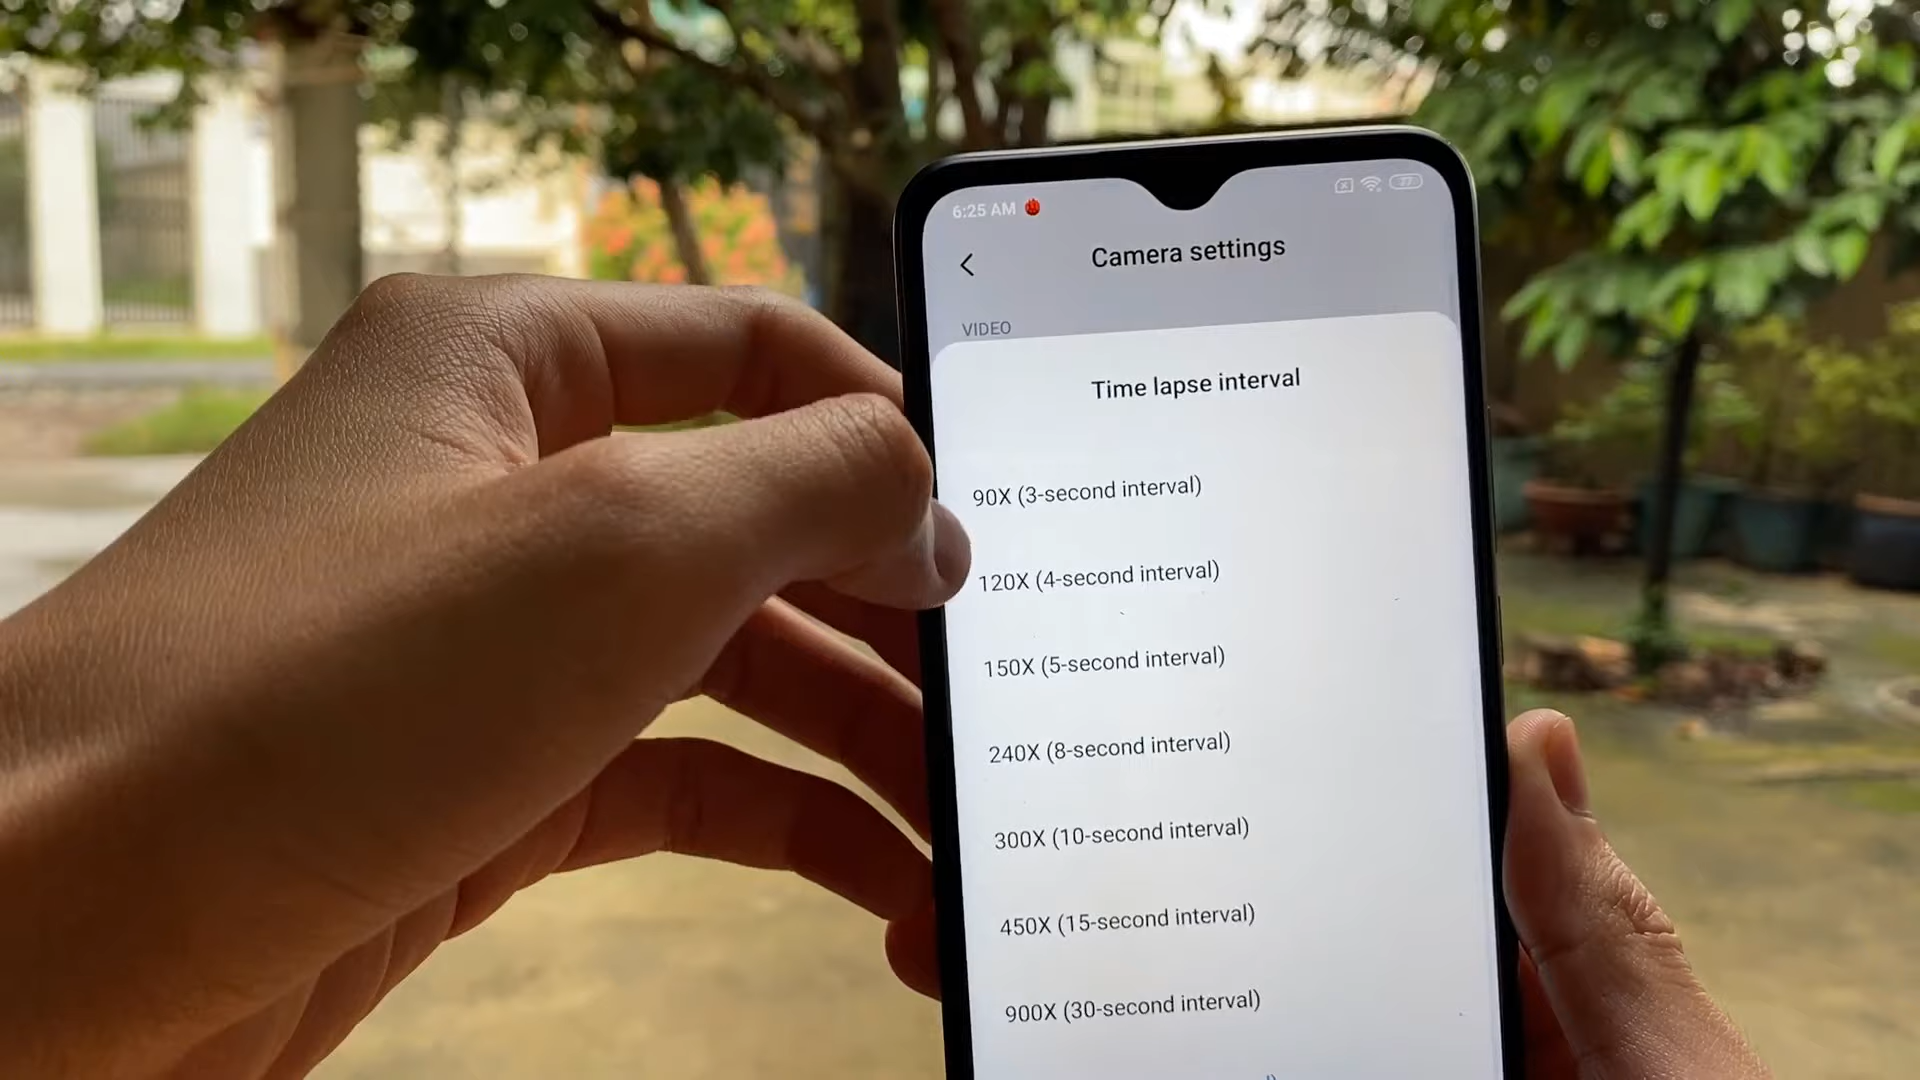 6:25 AM
27
Camera settings
VIDEO
Time lapse interval
90X (3-second interval)
120X (4-second interval)
150X (5-second interval)
240X (8-second interval)
300X (10-second interval)
450X (15-second interval)
900X (30-second interval)